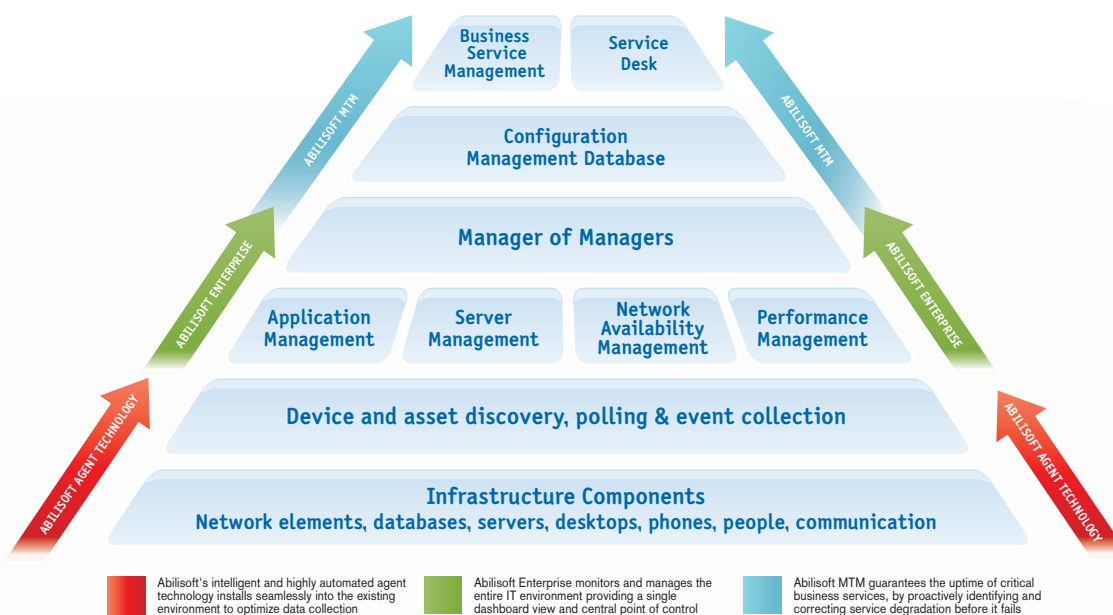 Business
Service
Management
Service
Desk
ABILISOFT MTM
ABILISOFT MTM
Configuration
Management Database
Manager of Managers
ABILISOFT ENTERPRISE
ABILISOFT ENTERPRISE
Application
Management
Server
Management
Network
Availability
Management
Performance
Management
Device and asset discovery, polling & event collection
ABILISOFT AGENT TECHNOLOGY
ABILISOFT AGENT TECHNOLOGY
Infrastructure Components
Network elements, databases, servers, desktops, phones, people, communication
Abilisoft's intelligent and highly automated agent
technology installs seamlessly into the existing
environment to optimize data collection
Abilisoft Enterprise monitors and manages the
entire IT environment providing a single
dashboard view and central point of control
Abilisoft MTM guarantees the uptime of critical
business services, by proactively identifying and
correcting service degradation before it fails